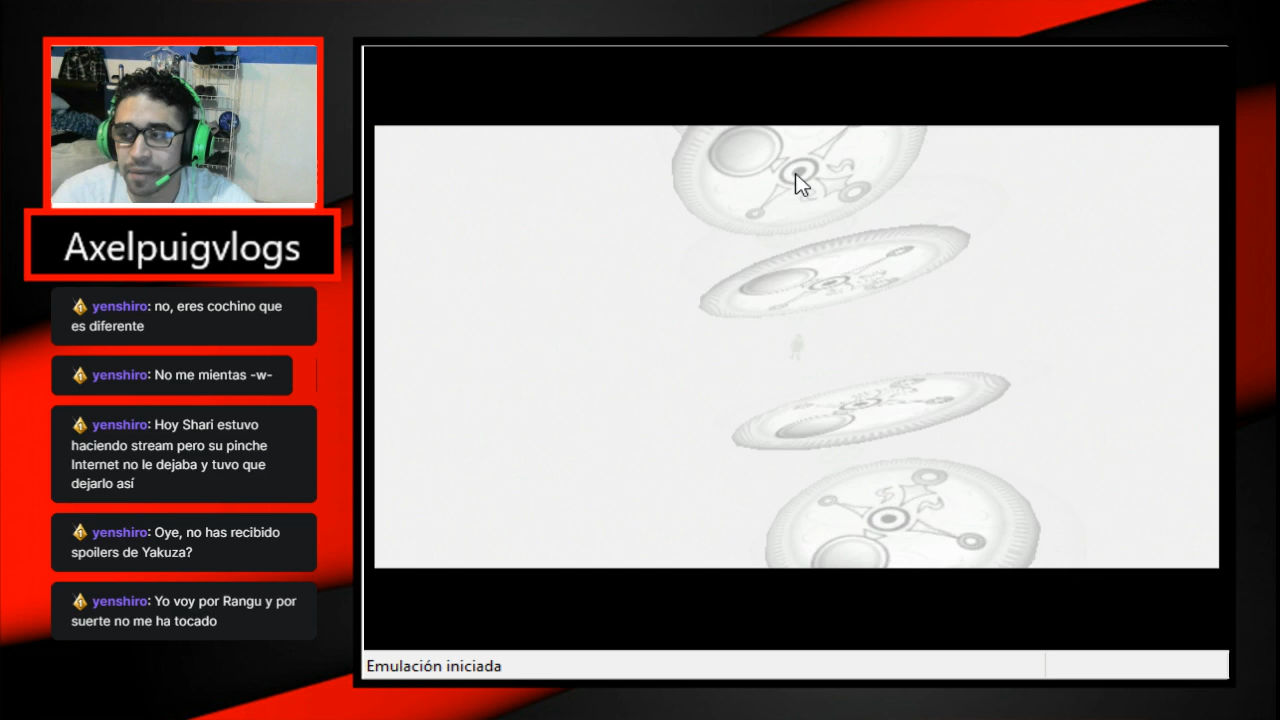 Axelpuigvlogs
yenshiro: no, eres cochino que
es diferente
yenshiro: No me mientas -w-
yenshiro: Hoy Shari estuvo
haciendo stream pero su pinche
Internet no le dejaba y tuvo que
dejarlo así
yenshiro: Oye, no has recibido
spoilers de Yakuza?
yenshiro: Yo voy por Rangu y por
suerte no me ha tocado
Emulación iniciada